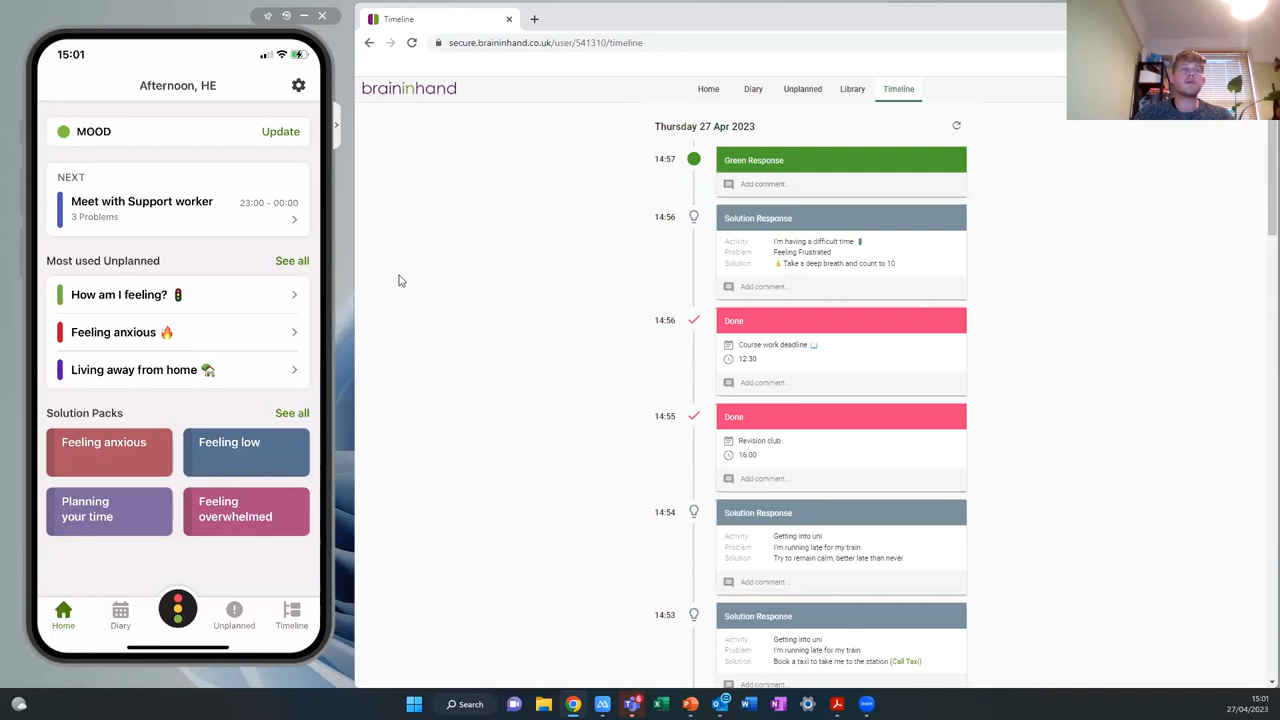 15:01
Afternoon, HE
MOOD
Update
NEXT
Meet with Support worker
23:00 - 00:00
3 Problems
Most used Unplanned
See all
How am I feeling? 🚦
Feeling anxious 🔥
Living away from home 🏡
Solution Packs
See all
Feeling anxious
Feeling low
Planning
your time
Feeling
overwhelmed
Home
Diary
Unplanned
Timeline
Timeline
secure.braininhand.co.uk/user/541310/timeline
braininhand
Home
Diary
Unplanned
Library
Timeline
Thursday 27 Apr 2023
14:57
Green Response
Add comment...
14:56
Solution Response
Activity I'm having a difficult time 🚦
Problem Feeling Frustrated
Solution Take a deep breath and count to 10
Add comment...
14:56
Done
Course work deadline 📖
12:30
Add comment...
14:55
Done
Revision club
16:00
Add comment...
14:54
Solution Response
Activity Getting into uni
Problem I'm running late for my train
Solution Try to remain calm, better late than never
Add comment...
14:53
Solution Response
Activity Getting into uni
Problem I'm running late for my train
Solution Book a taxi to take me to the station (Call Taxi)
Add comment...
Search
15:01
27/04/2023